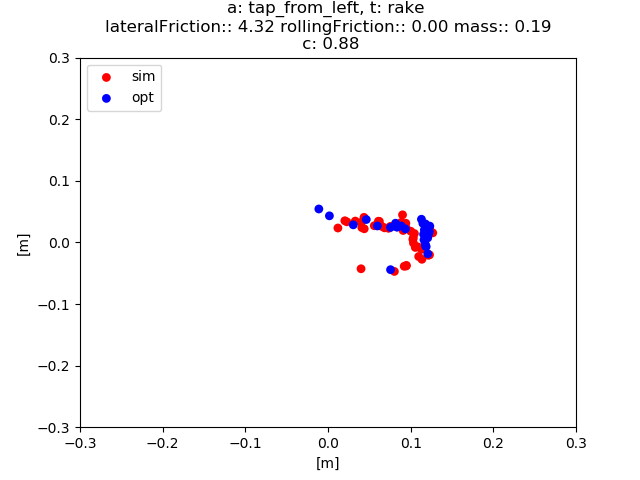 a: tap_from_left, t: rake
lateralFriction:: 4.32 rollingFriction:: 0.00 mass:: 0.19
c: 0.88
sim
opt
0.3
0.2
0.1
0.0
−0.1
−0.2
−0.3
[m]
−0.3
−0.2
−0.1
0.0
0.1
0.2
0.3
[m]